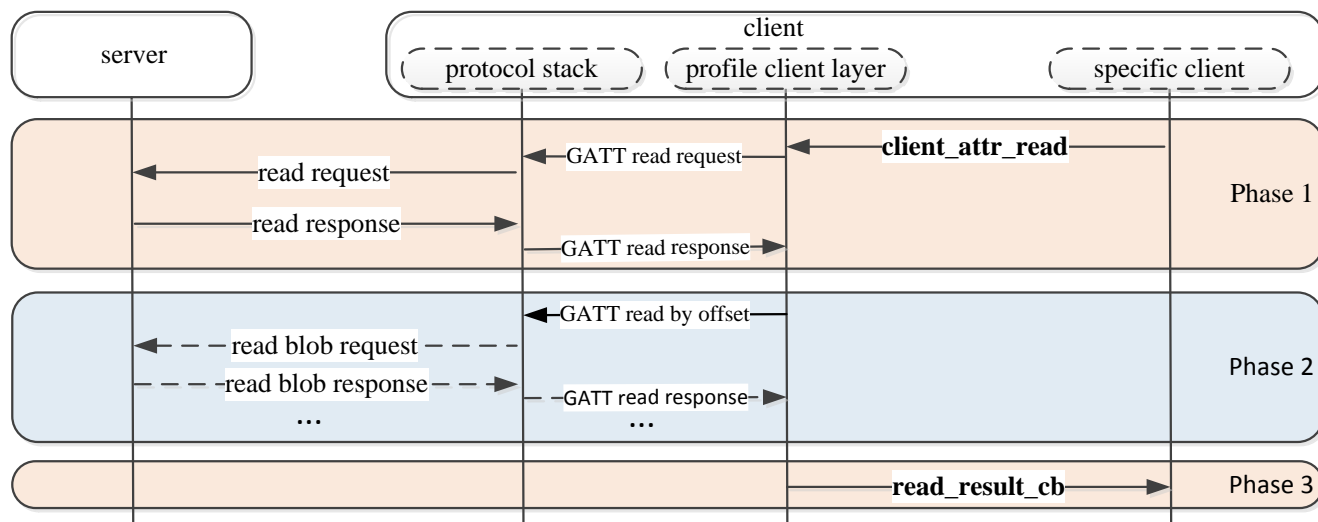 client
server
protocol stack
profile client layer
specific client
client_attr_read
GATT read request
read request
Phase 1
read response
GATT read response
GATT read by offset
read blob request
Phase 2
read blob response
GATT read response
...
...
read_result_cb
Phase 3